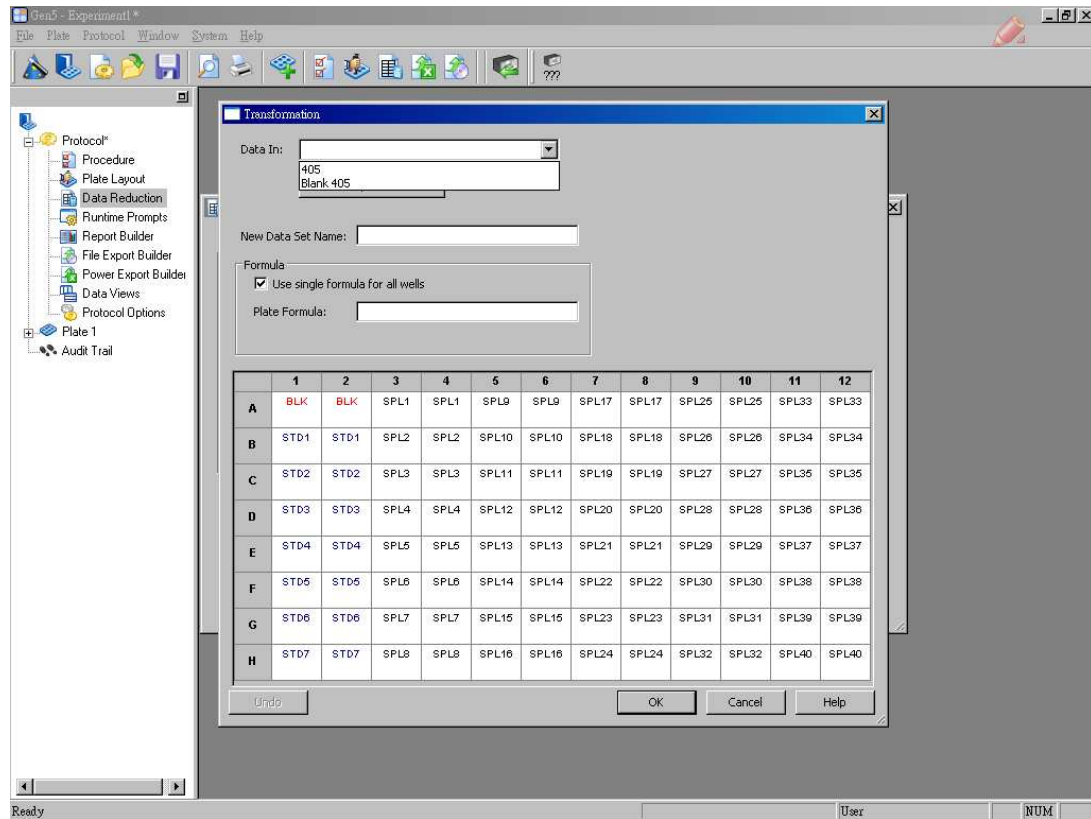 Gen5 - Experiment1 *
File Plate Protocol Window System Help
???
Protocol*
Procedure
Plate Layout
Data Reduction
Runtime Prompts
Report Builder
File Export Builder
Power Export Builder
Data Views
Protocol Options
Plate 1
Audit Trail
Transformation
Data In:
405
Blank 405
New Data Set Name:
Formula
Use single formula for all wells
Plate Formula:
1 2 3 4 5 6 7 8 9 10 11 12
A BLK BLK SPL1 SPL1 SPL9 SPL9 SPL17 SPL17 SPL25 SPL25 SPL33 SPL33
B STD1 STD1 SPL2 SPL2 SPL10 SPL10 SPL18 SPL18 SPL26 SPL26 SPL34 SPL34
C STD2 STD2 SPL3 SPL3 SPL11 SPL11 SPL19 SPL19 SPL27 SPL27 SPL35 SPL35
D STD3 STD3 SPL4 SPL4 SPL12 SPL12 SPL20 SPL20 SPL28 SPL28 SPL36 SPL36
E STD4 STD4 SPL5 SPL5 SPL13 SPL13 SPL21 SPL21 SPL29 SPL29 SPL37 SPL37
F STD5 STD5 SPL6 SPL6 SPL14 SPL14 SPL22 SPL22 SPL30 SPL30 SPL38 SPL38
G STD6 STD6 SPL7 SPL7 SPL15 SPL15 SPL23 SPL23 SPL31 SPL31 SPL39 SPL39
H STD7 STD7 SPL8 SPL8 SPL16 SPL16 SPL24 SPL24 SPL32 SPL32 SPL40 SPL40
Undo OK Cancel Help
Ready User NUM